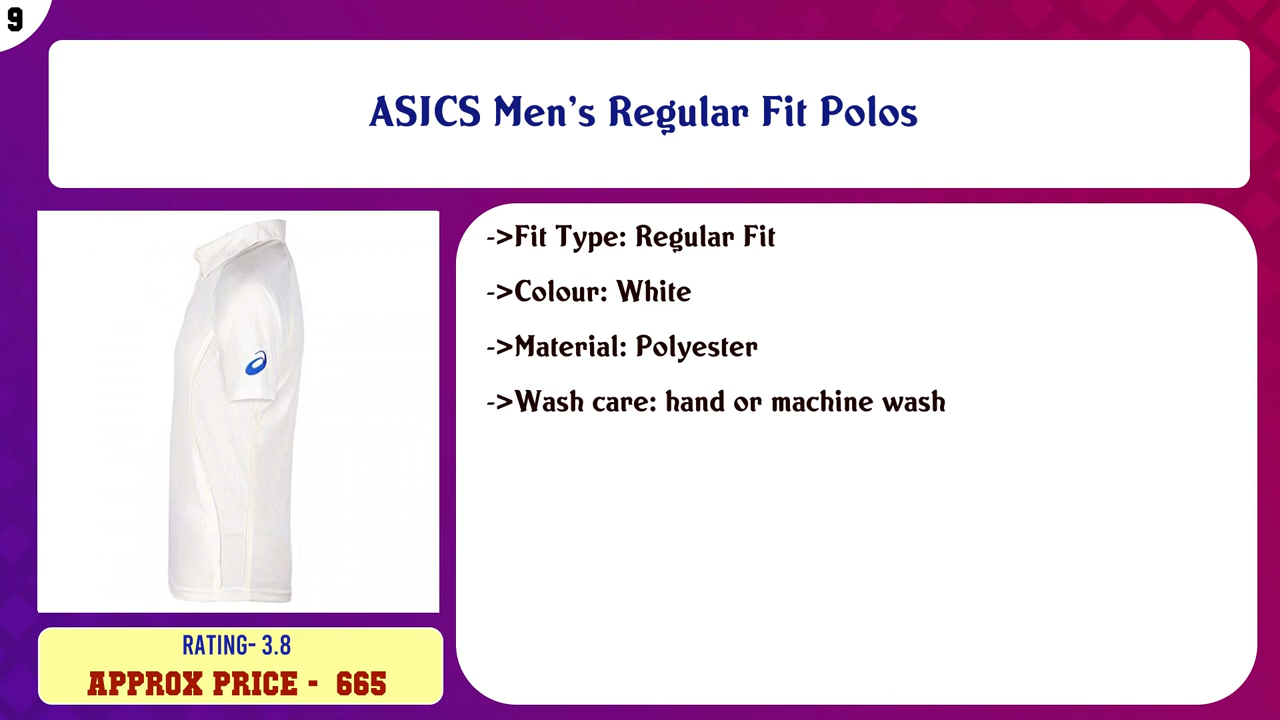 9
ASICS Men's Regular Fit Polos
->Fit Type: Regular Fit
->Colour: White
->Material: Polyester
->Wash care: hand or machine wash
RATING- 3.8
APPROX PRICE - 665